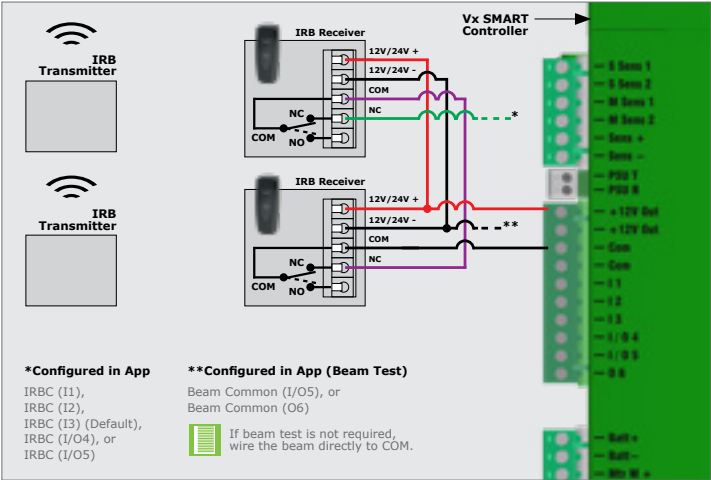 Vx SMART
Controller
IRB
Transmitter
IRB Receiver
12V/24V +
12V/24V -
COM
NC
NC
COM
NO
*
IRB
Transmitter
IRB Receiver
12V/24V +
12V/24V -
COM
NC
NC
COM
NO
**
S Sens 1
S Sens 2
M Sens 1
M Sens 2
Sens +
Sens -
PSU T
PSU R
+12V Out
+12V Out
Com
Com
I 1
I 2
I 3
I/O 4
I/O 5
O 6
Batt+
Batt-
Mtr M +
*Configured in App
IRBC (I1),
IRBC (I2),
IRBC (I3) (Default),
IRBC (I/O4), or
IRBC (I/O5)
**Configured in App (Beam Test)
Beam Common (I/O5), or
Beam Common (O6)
If beam test is not required,
wire the beam directly to COM.